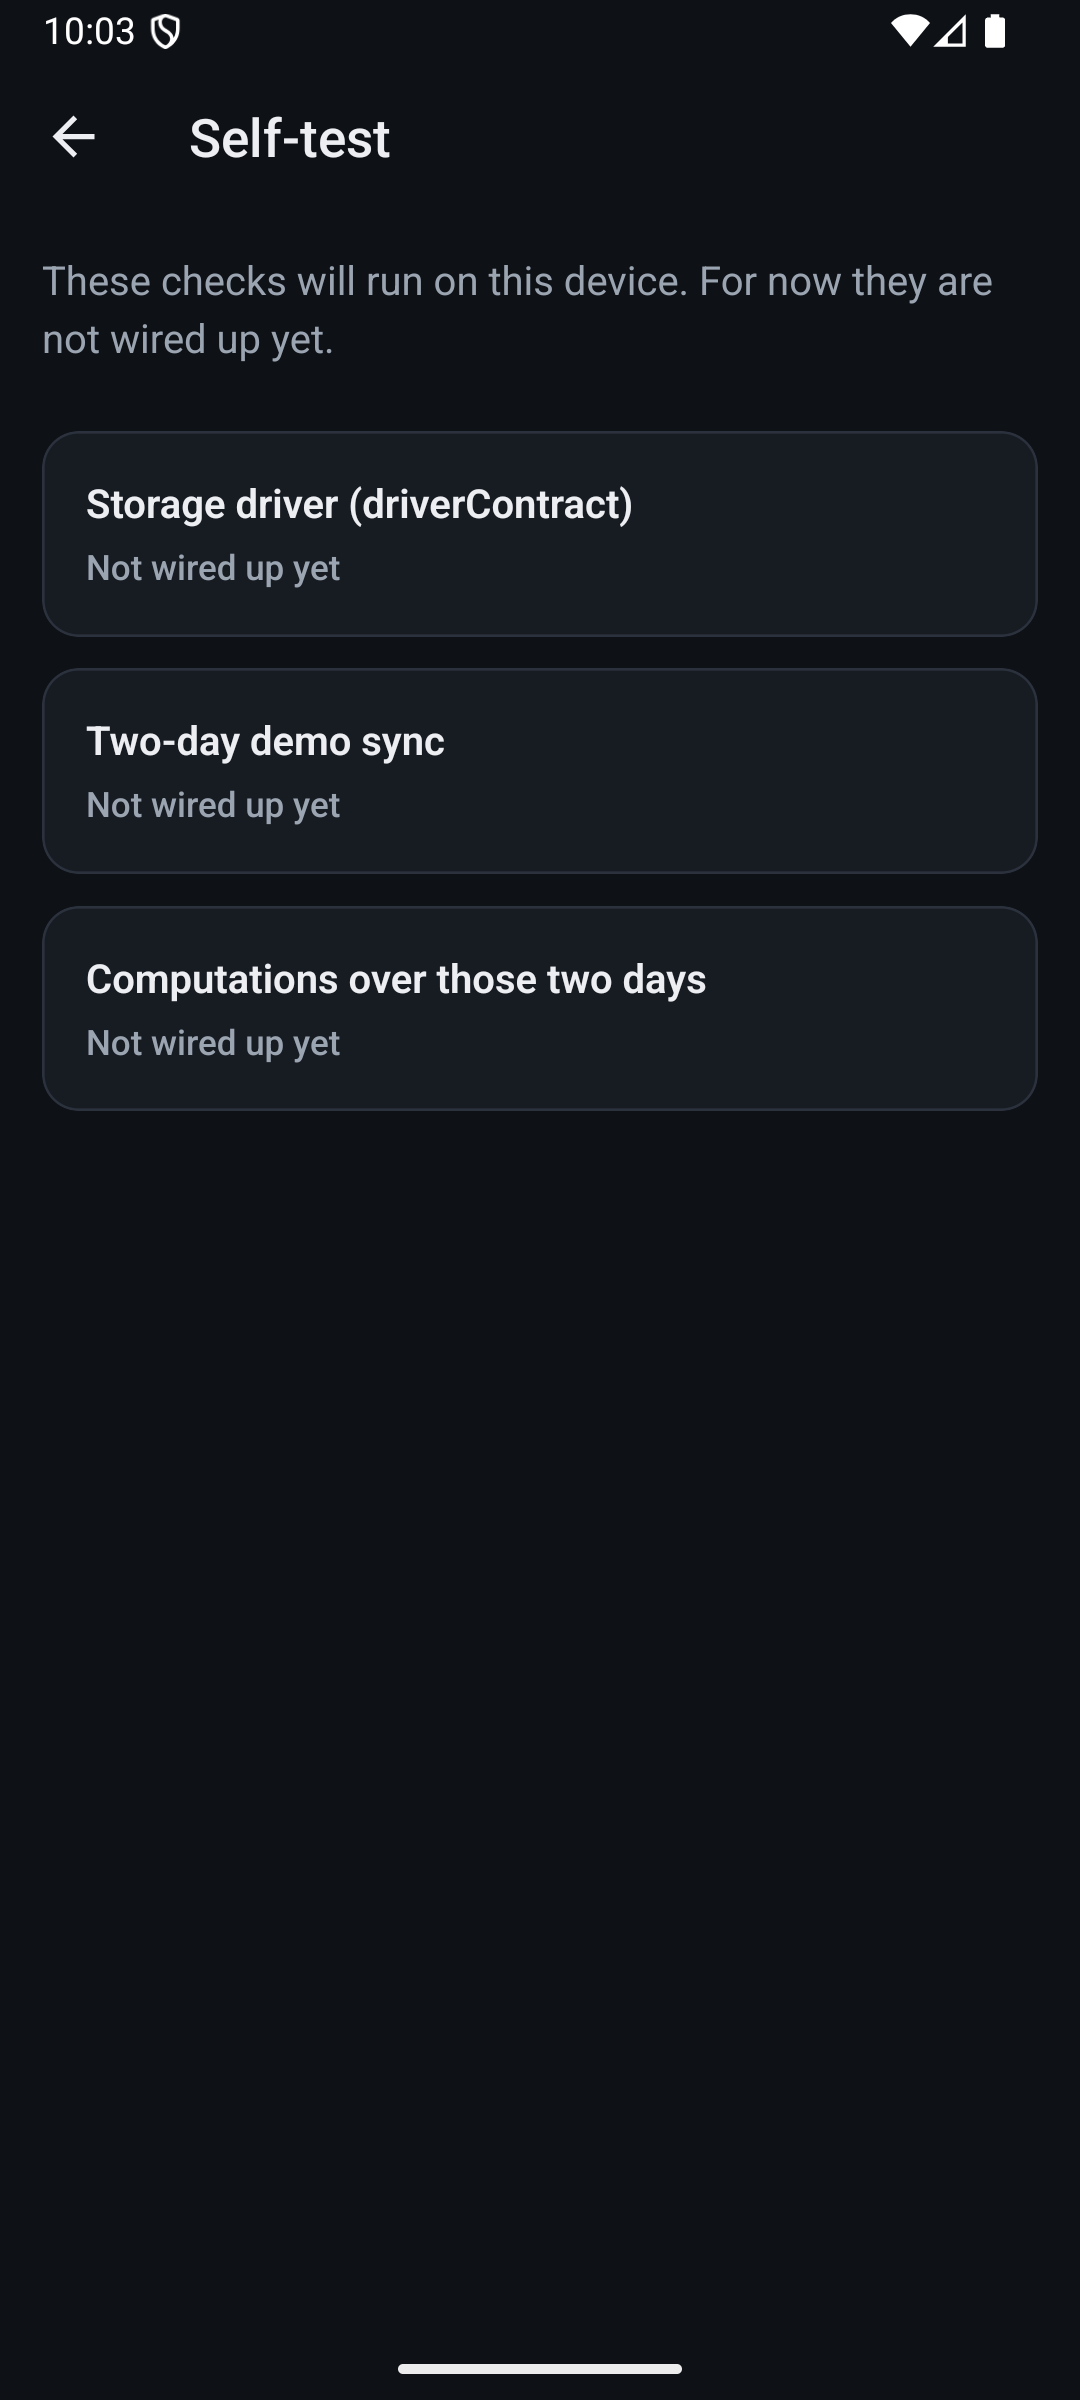 10:03
Self-test
These checks will run on this device. For now they are
not wired up yet.
Storage driver (driverContract)
Not wired up yet
Two-day demo sync
Not wired up yet
Computations over those two days
Not wired up yet